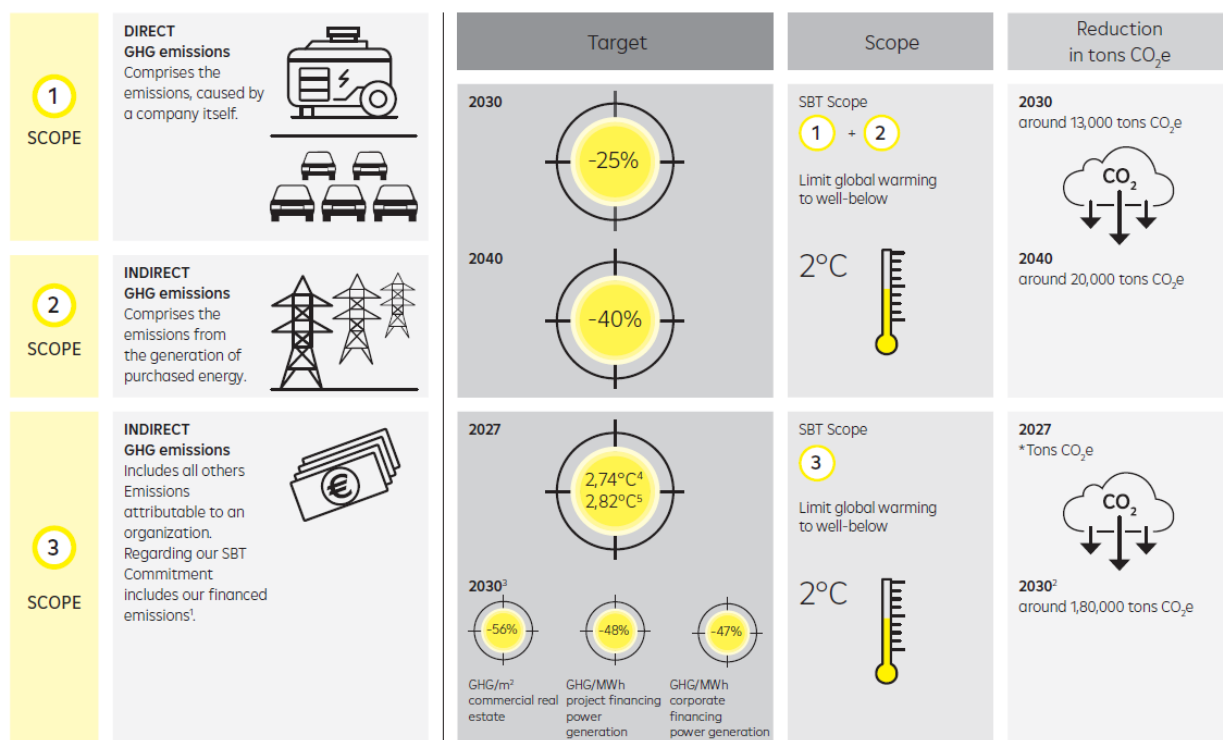 1
SCOPE
DIRECT
GHG emissions
Comprises the
emissions, caused by
a company itself.
2
SCOPE
INDIRECT
GHG emissions
Comprises the
emissions from
the generation of
purchased energy.
3
SCOPE
INDIRECT
GHG emissions
Includes all others
Emissions
attributable to an
organization.
Regarding our SBT
Commitment
includes our financed
emissions¹.
€
Target
Scope
Reduction
in tons CO₂e
2030
-25%
2040
-40%
SBT Scope
1 + 2
Limit global warming
to well-below
2°C
2030
around 13,000 tons CO₂e
CO₂
2040
around 20,000 tons CO₂e
2027
2,74°C⁴
2,82°C⁵
2030³
-56%
-48%
-47%
GHG/m²
commercial real
estate
GHG/MWh
project financing
power
generation
GHG/MWh
corporate
financing
power generation
SBT Scope
3
Limit global warming
to well-below
2°C
2027
*Tons CO₂e
CO₂
2030²
around 1,80,000 tons CO₂e